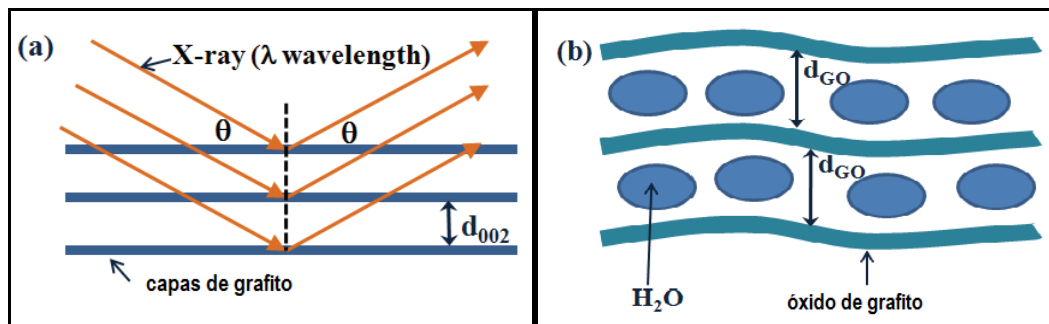 (a)
X-ray (λ wavelength)
θ
θ
d002
capas de grafito
(b)
dGO
dGO
H2O
óxido de grafito